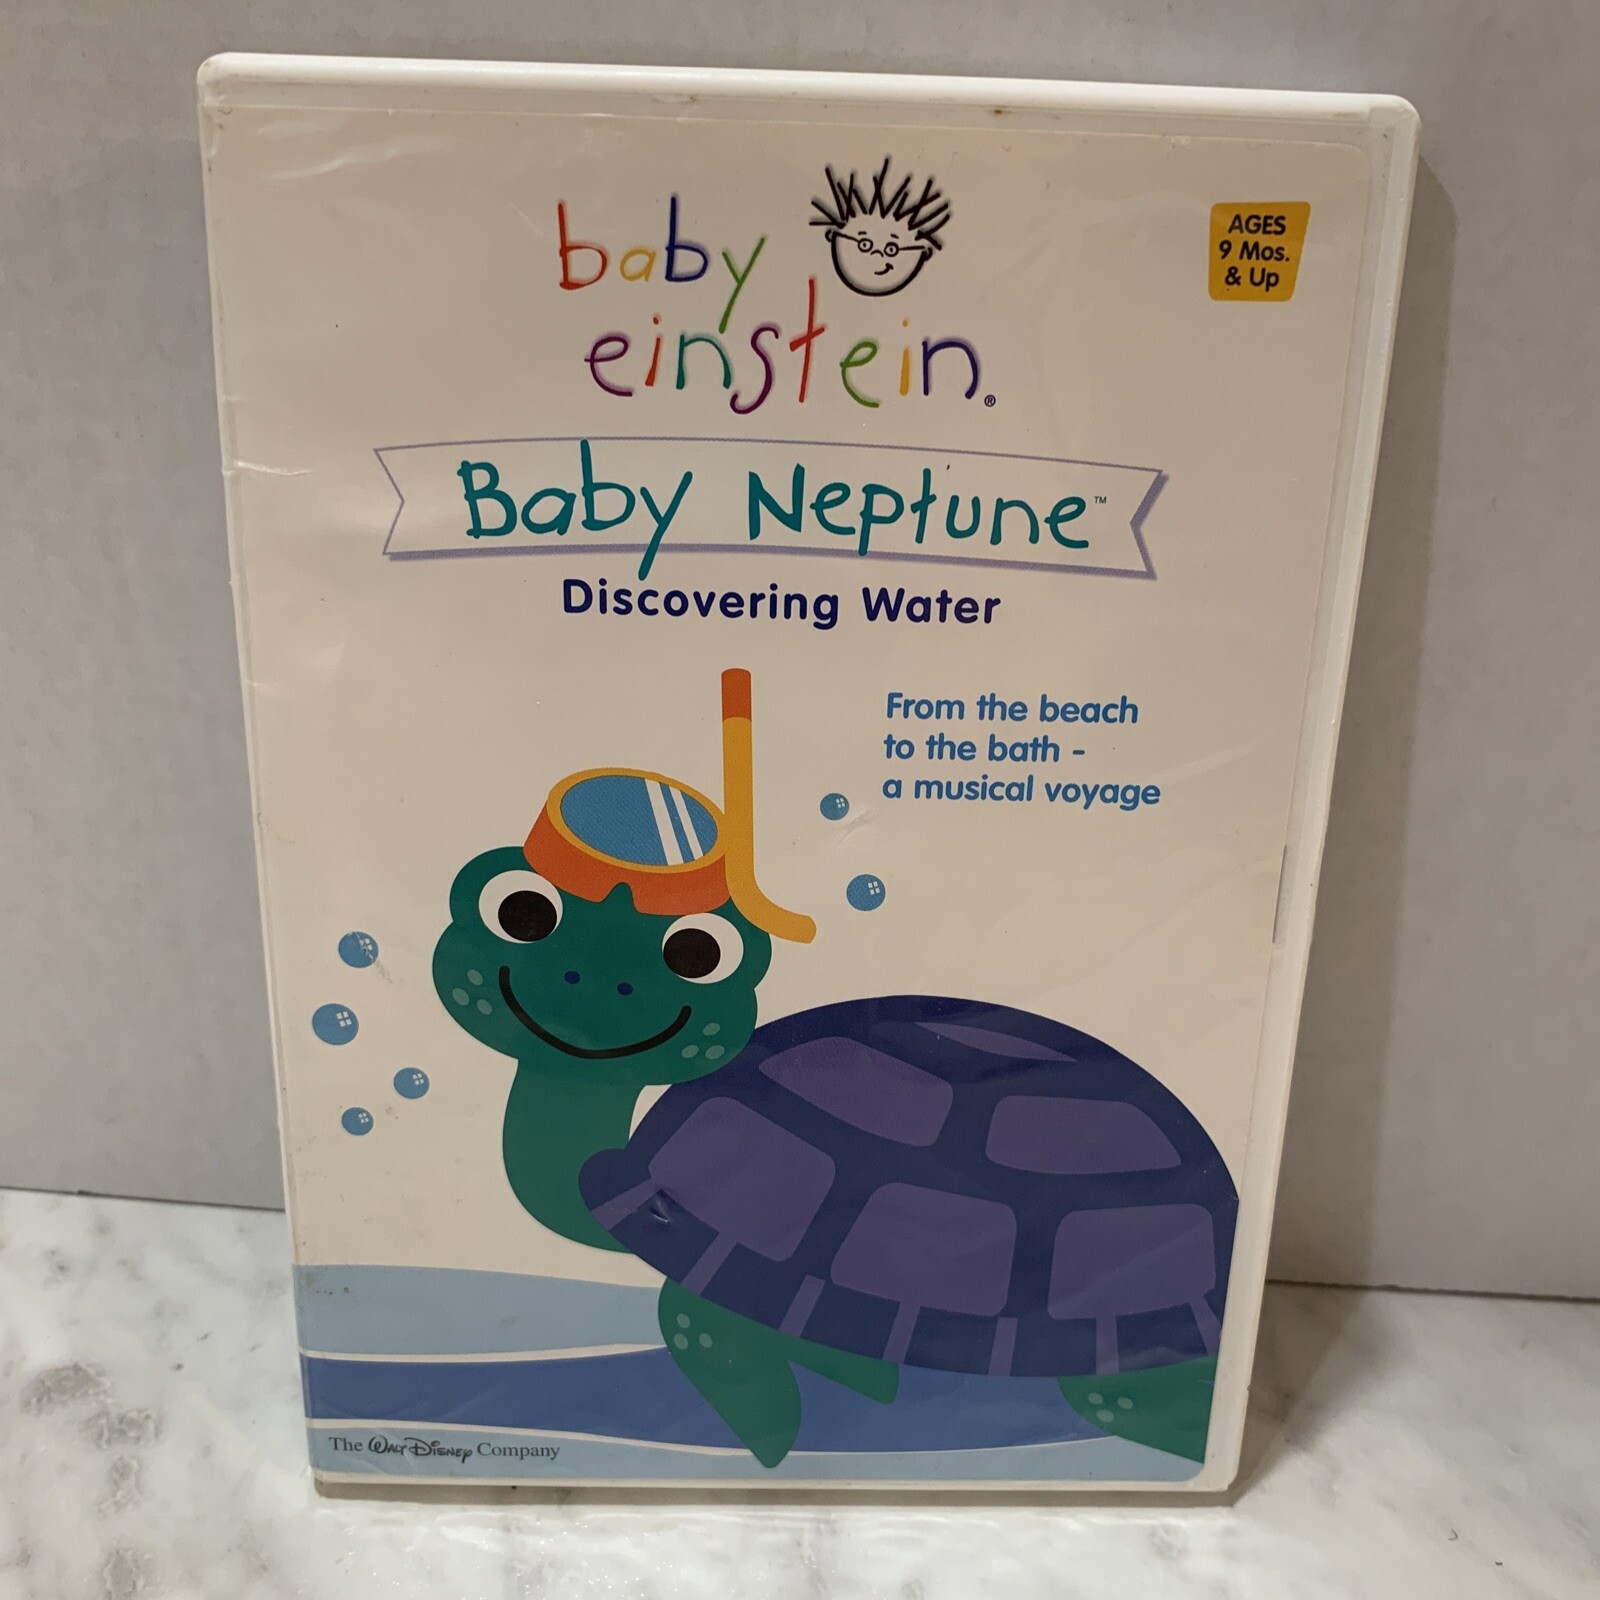 baby
einstein®
AGES
9 Mos.
& Up
Baby Neptune™
Discovering Water
From the beach
to the bath -
a musical voyage
The Walt Disney Company